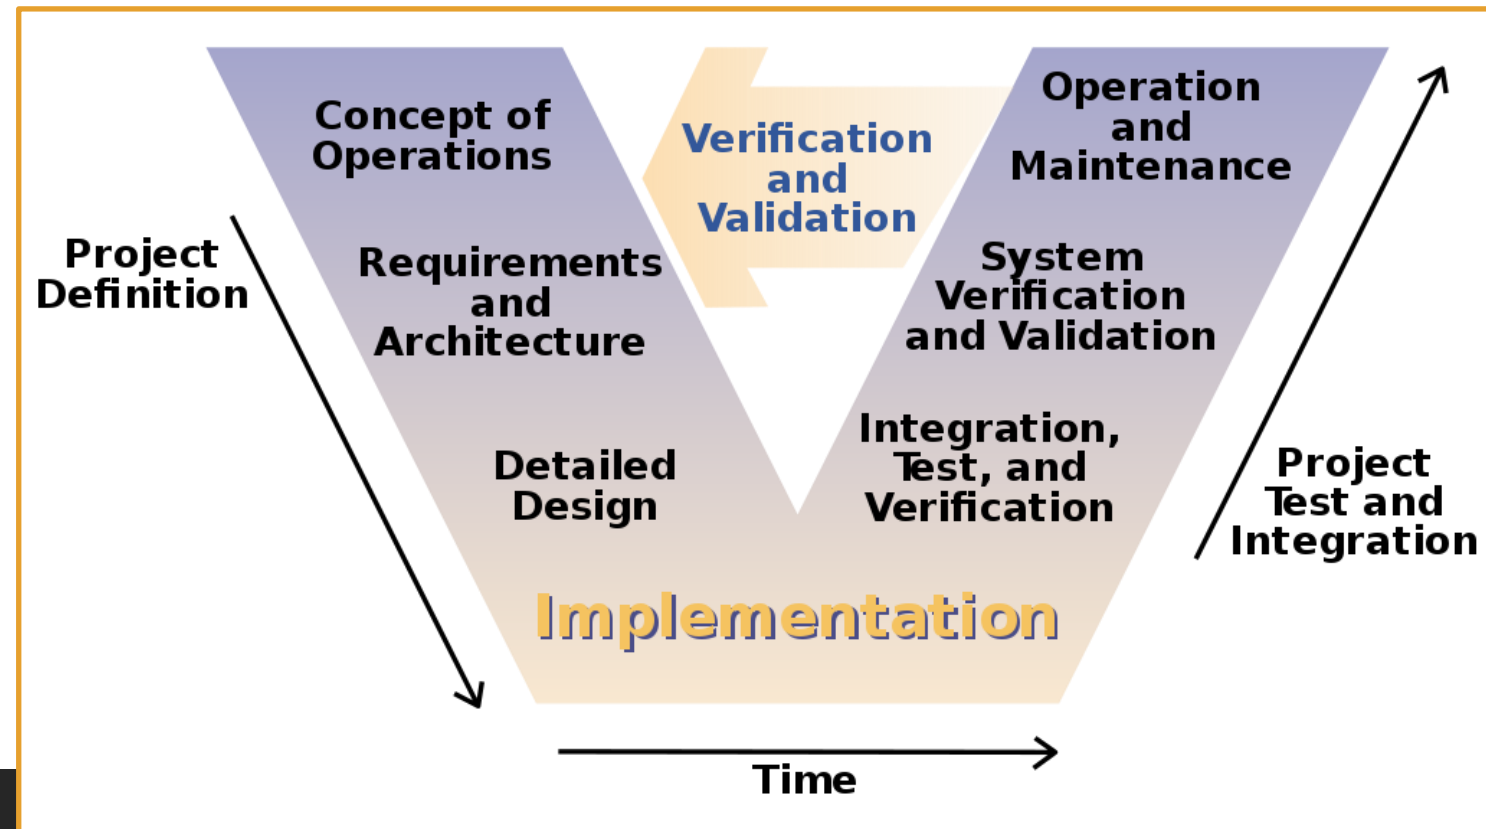 Concept of
Operations
Verification
and
Validation
Operation
and
Maintenance
Project
Definition
Requirements
and
Architecture
System
Verification
and Validation
Detailed
Design
Integration,
Test, and
Verification
Project
Test and
Integration
Implementation
Time